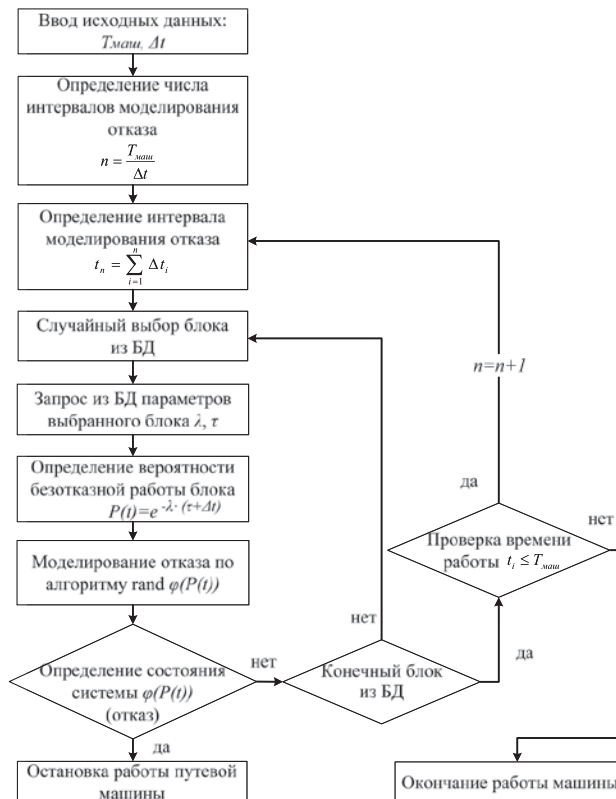 Ввод исходных данных:
Tмаш, Δt
Определение числа
интервалов моделирования
отказа
n = Tмаш / Δt
Определение интервала
моделирования отказа
tₙ = ∑ⁿᵢ₌₁ Δtᵢ
Случайный выбор блока
из БД
Запрос из БД параметров
выбранного блока λ, τ
Определение вероятности
безотказной работы блока
P(t)=e^-λ· (τ+Δt)
Моделирование отказа по
алгоритму rand φ(P(t))
Определение состояния
системы φ(P(t))
(отказ)
нет
да
Остановка работы путевой
машины
Конечный блок
из БД
нет
да
Проверка времени
работы tᵢ ≤ Tмаш
да
нет
n=n+1
Окончание работы машины